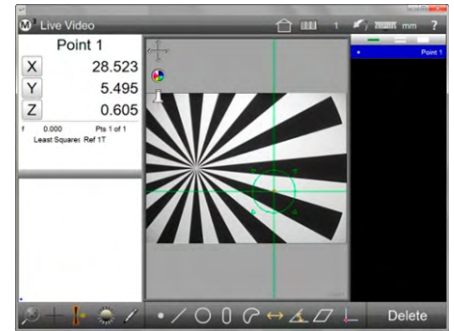 M3 Live Video
1
mm
?
Point 1
X 28.523
Y 5.495
Z 0.605
f 0.000 Pts 1 of 1
Least Squares Ref 1T
Point 1
Delete